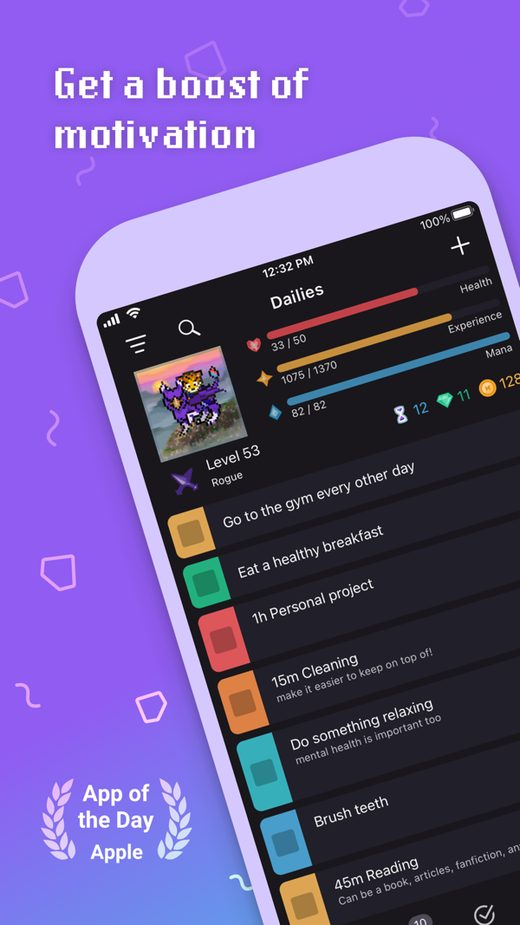 Get a boost of
motivation
100%
12:32 PM
Dailies
33 / 50
Health
1075 / 1370
Experience
82 / 82
Mana
12
11
128
Level 53
Rogue
Go to the gym every other day
Eat a healthy breakfast
1h Personal project
15m Cleaning
make it easier to keep on top of!
Do something relaxing
mental health is important too
Brush teeth
45m Reading
Can be a book, articles, fanfiction,
10
App of
the Day
Apple